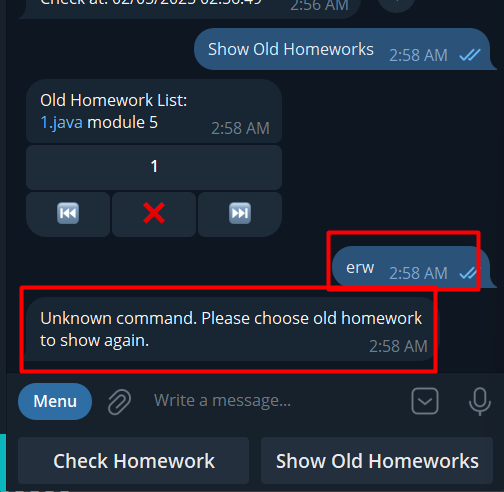 Check at: 02/05/2025 02:56:49
2:56 AM
Show Old Homeworks 2:58 AM
Old Homework List:
1.java module 5
2:58 AM
1
erw 2:58 AM
Unknown command. Please choose old homework
to show again.
2:58 AM
Menu
Write a message...
Check Homework
Show Old Homeworks